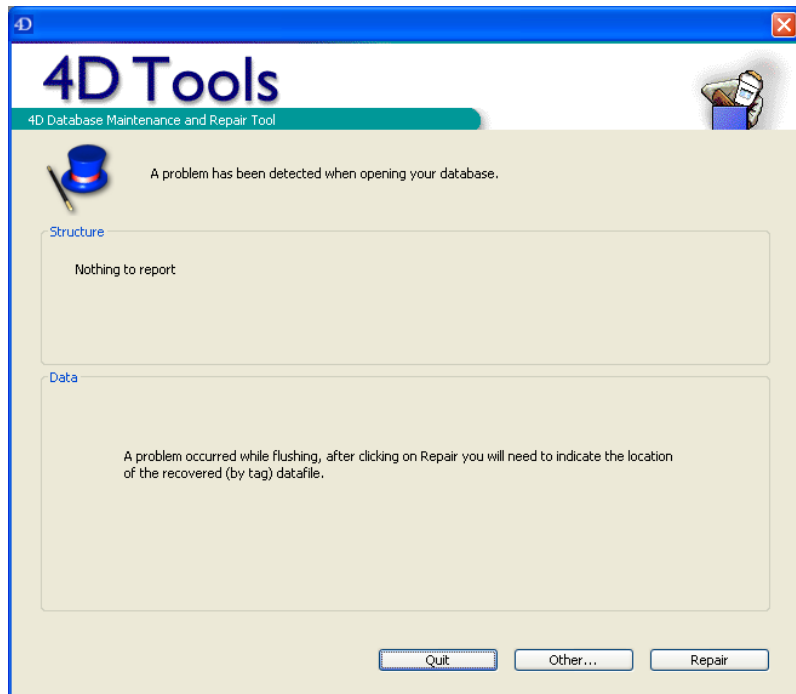 4D
4D Tools
4D Database Maintenance and Repair Tool
A problem has been detected when opening your database.
Structure
Nothing to report
Data
A problem occurred while flushing, after clicking on Repair you will need to indicate the location
of the recovered (by tag) datafile.
Quit
Other...
Repair